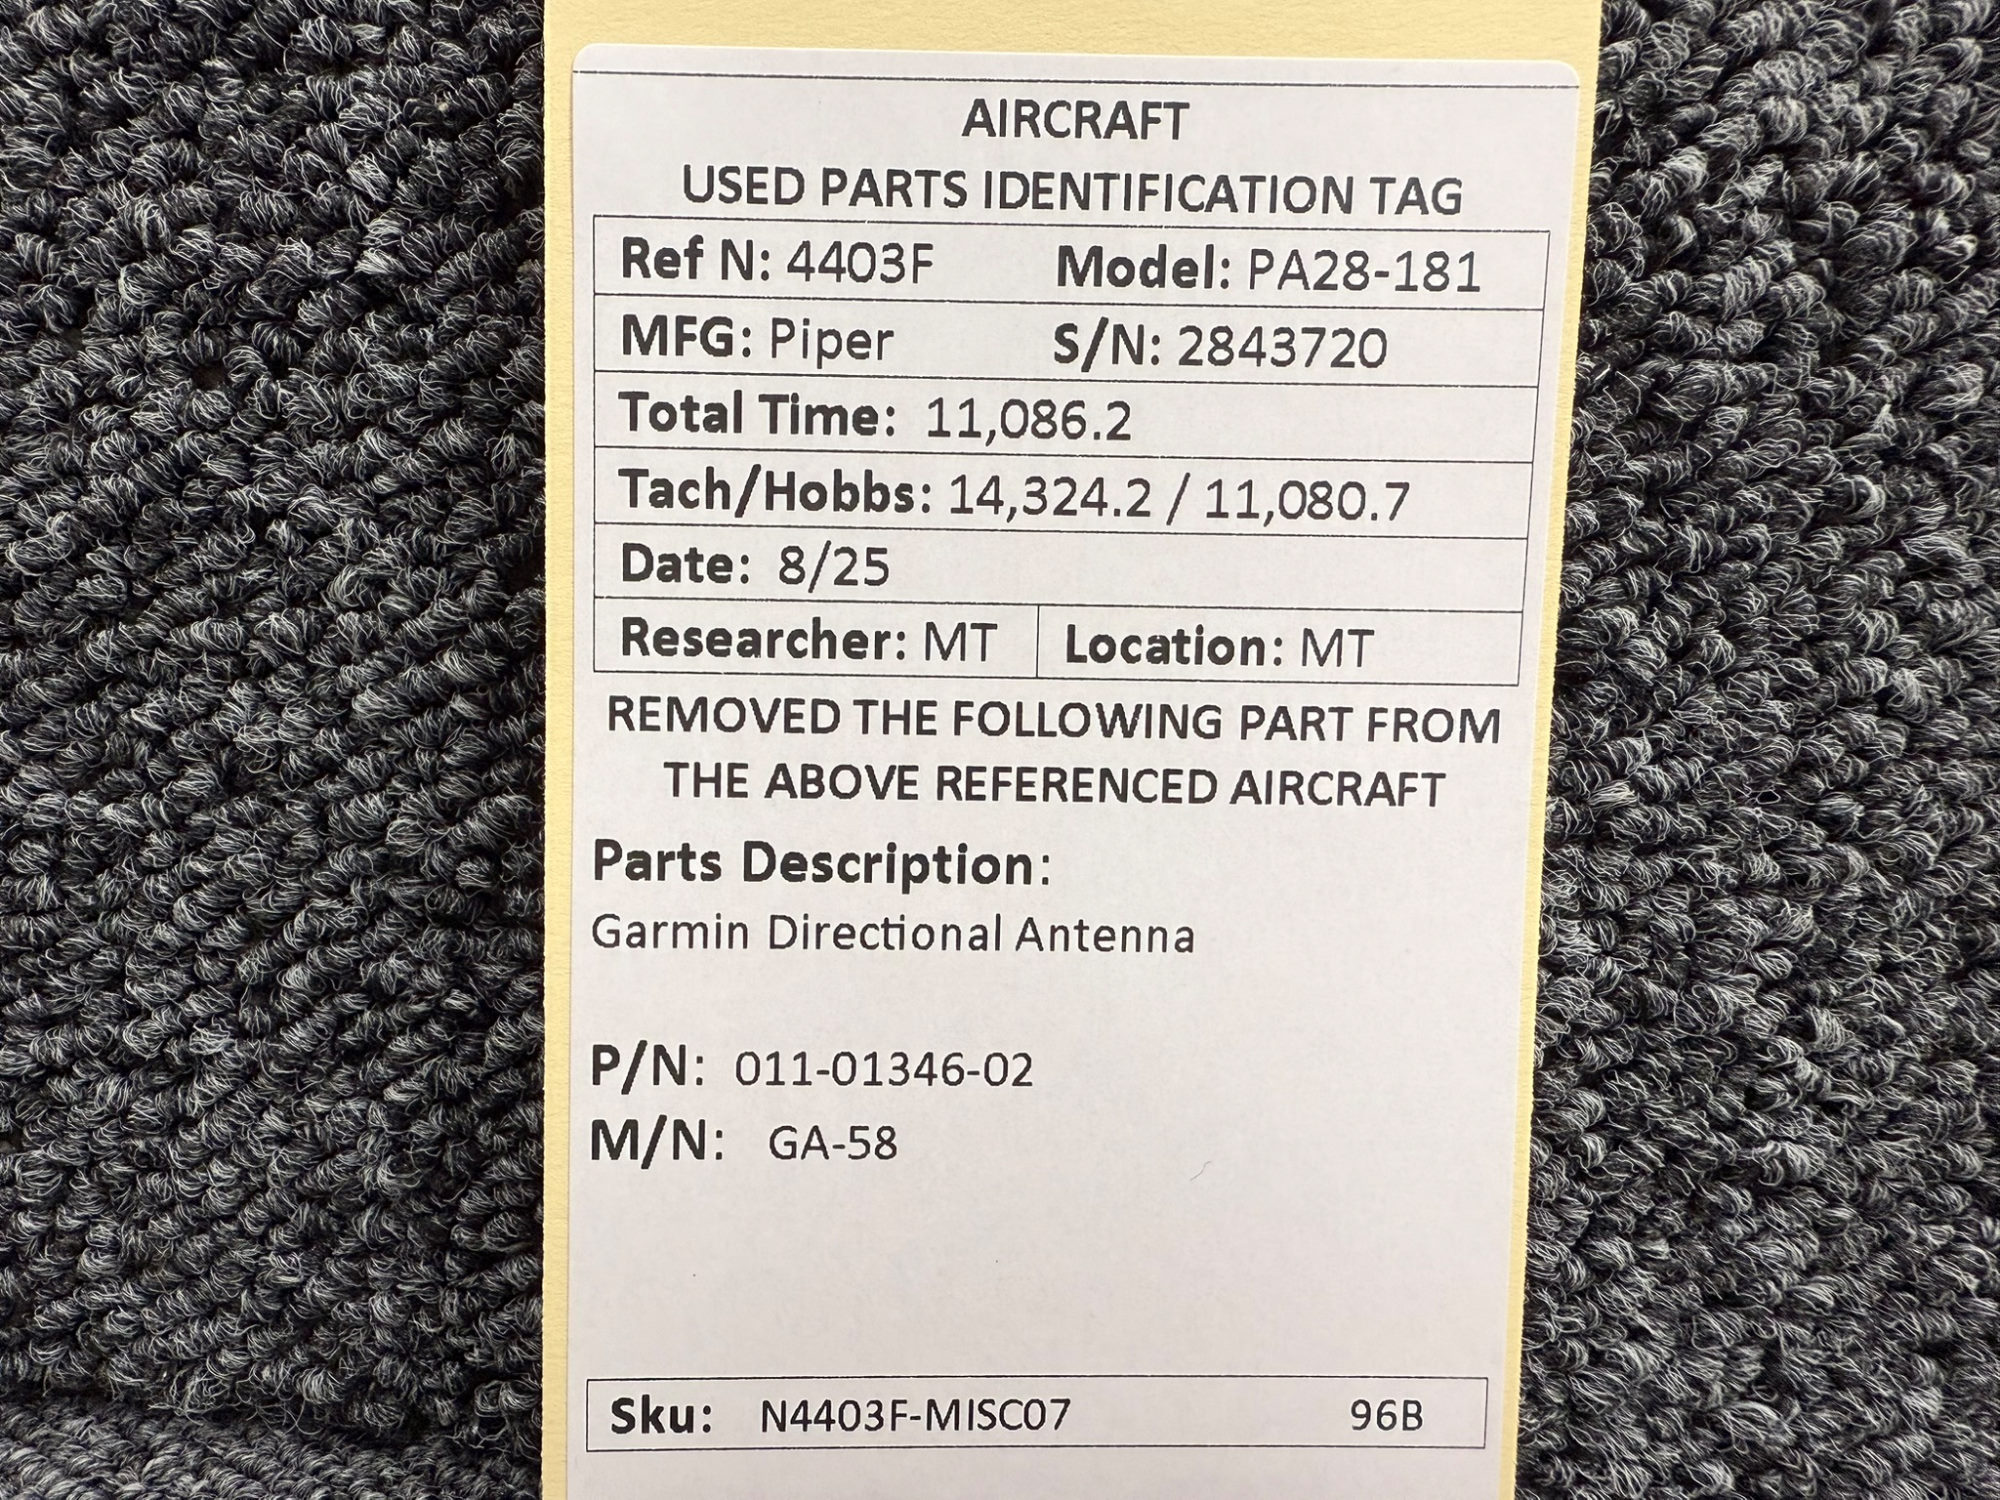 AIRCRAFT
USED PARTS IDENTIFICATION TAG
Ref N: 4403F Model: PA28-181
MFG: Piper S/N: 2843720
Total Time: 11,086.2
Tach/Hobbs: 14,324.2 / 11,080.7
Date: 8/25
Researcher: MT Location: MT
REMOVED THE FOLLOWING PART FROM
THE ABOVE REFERENCED AIRCRAFT
Parts Description:
Garmin Directional Antenna
P/N: 011-01346-02
M/N: GA-58
Sku: N4403F-MISC07 96B